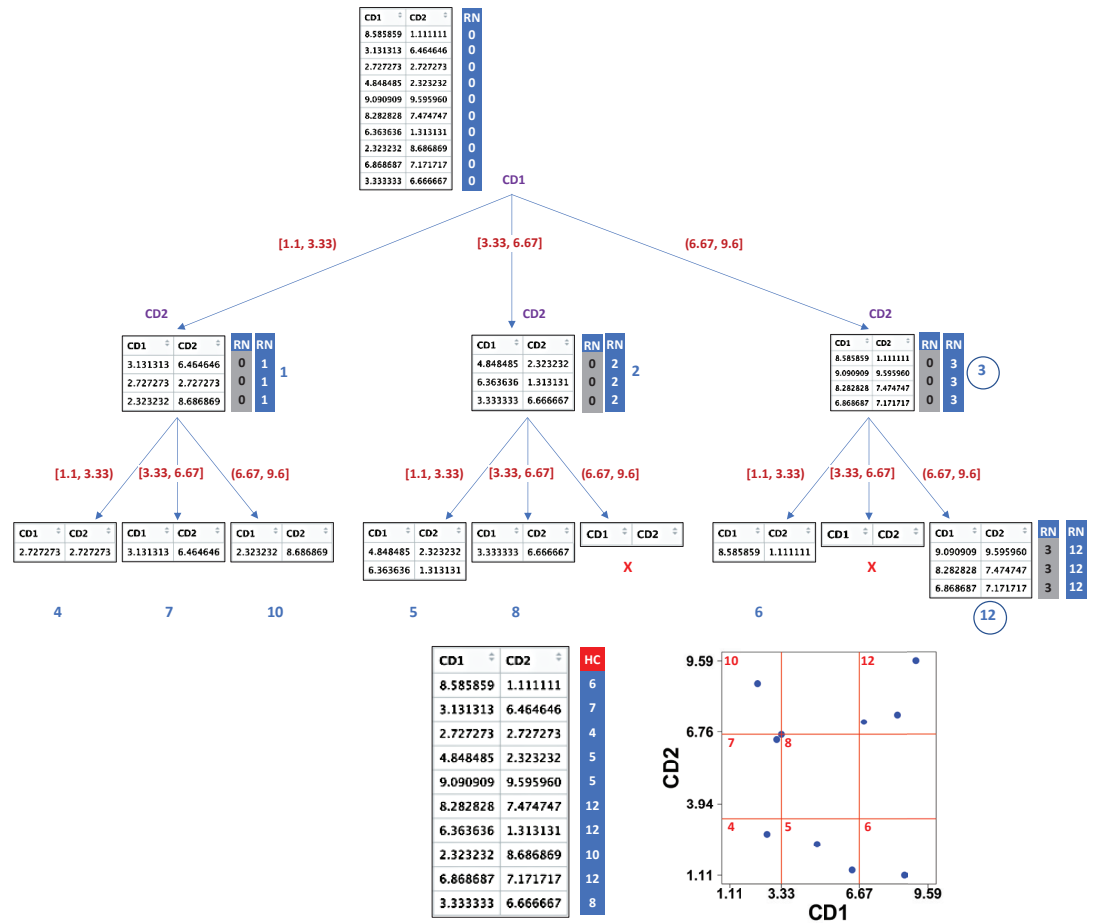 CD1 CD2 RN
8.585859 1.111111 0
3.131313 6.464646 0
2.727273 2.727273 0
4.848485 2.323232 0
9.090909 9.595960 0
8.282828 7.474747 0
6.363636 1.313131 0
2.323232 8.686869 0
6.868687 7.171717 0
3.333333 6.666667 0
CD1
[1.1, 3.33) [3.33, 6.67] (6.67, 9.6]
CD2 CD2 CD2
CD1 CD2 RN RN
3.131313 6.464646 0 1
2.727273 2.727273 0 1
2.323232 8.686869 0 1
1
CD1 CD2 RN RN
4.848485 2.323232 0 2
6.363636 1.313131 0 2
3.333333 6.666667 0 2
2
CD1 CD2 RN RN
8.585859 1.111111 0 3
9.090909 9.595960 0 3
8.282828 7.474747 0 3
6.868687 7.171717
3
[1.1, 3.33) [3.33, 6.67] (6.67, 9.6]
[1.1, 3.33) [3.33, 6.67] (6.67, 9.6]
[1.1, 3.33) [3.33, 6.67] (6.67, 9.6]
CD1 CD2
2.727273 2.727273
CD1 CD2
3.131313 6.464646
CD1 CD2
2.323232 8.686869
CD1 CD2
4.848485 2.323232
6.363636 1.313131
CD1 CD2
3.333333 6.666667
CD1 CD2
X
CD1 CD2
8.585859 1.111111
CD1 CD2
X
CD1 CD2 RN RN
9.090909 9.595960 3 12
8.282828 7.474747 3 12
6.868687 7.171717 3 12
4 7 10 5 8 6 12
CD1 CD2 HC
8.585859 1.111111 6
3.131313 6.464646 7
2.727273 2.727273 4
4.848485 2.323232 5
9.090909 9.595960 5
8.282828 7.474747 12
6.363636 1.313131 12
2.323232 8.686869 10
6.868687 7.171717 12
3.333333 6.666667 8
9.59
6.76
3.94
1.11
CD2
10 12
7 8
4 5 6
1.11 3.33 6.67 9.59
CD1